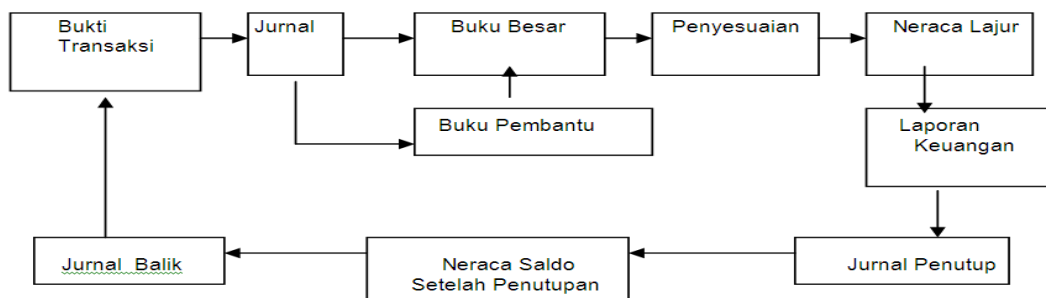 Bukti
Transaksi
Jurnal
Buku Besar
Penyesuaian
Neraca Lajur
Buku Pembantu
Laporan
Keuangan
Jurnal Balik
Neraca Saldo
Setelah Penutupan
Jurnal Penutup